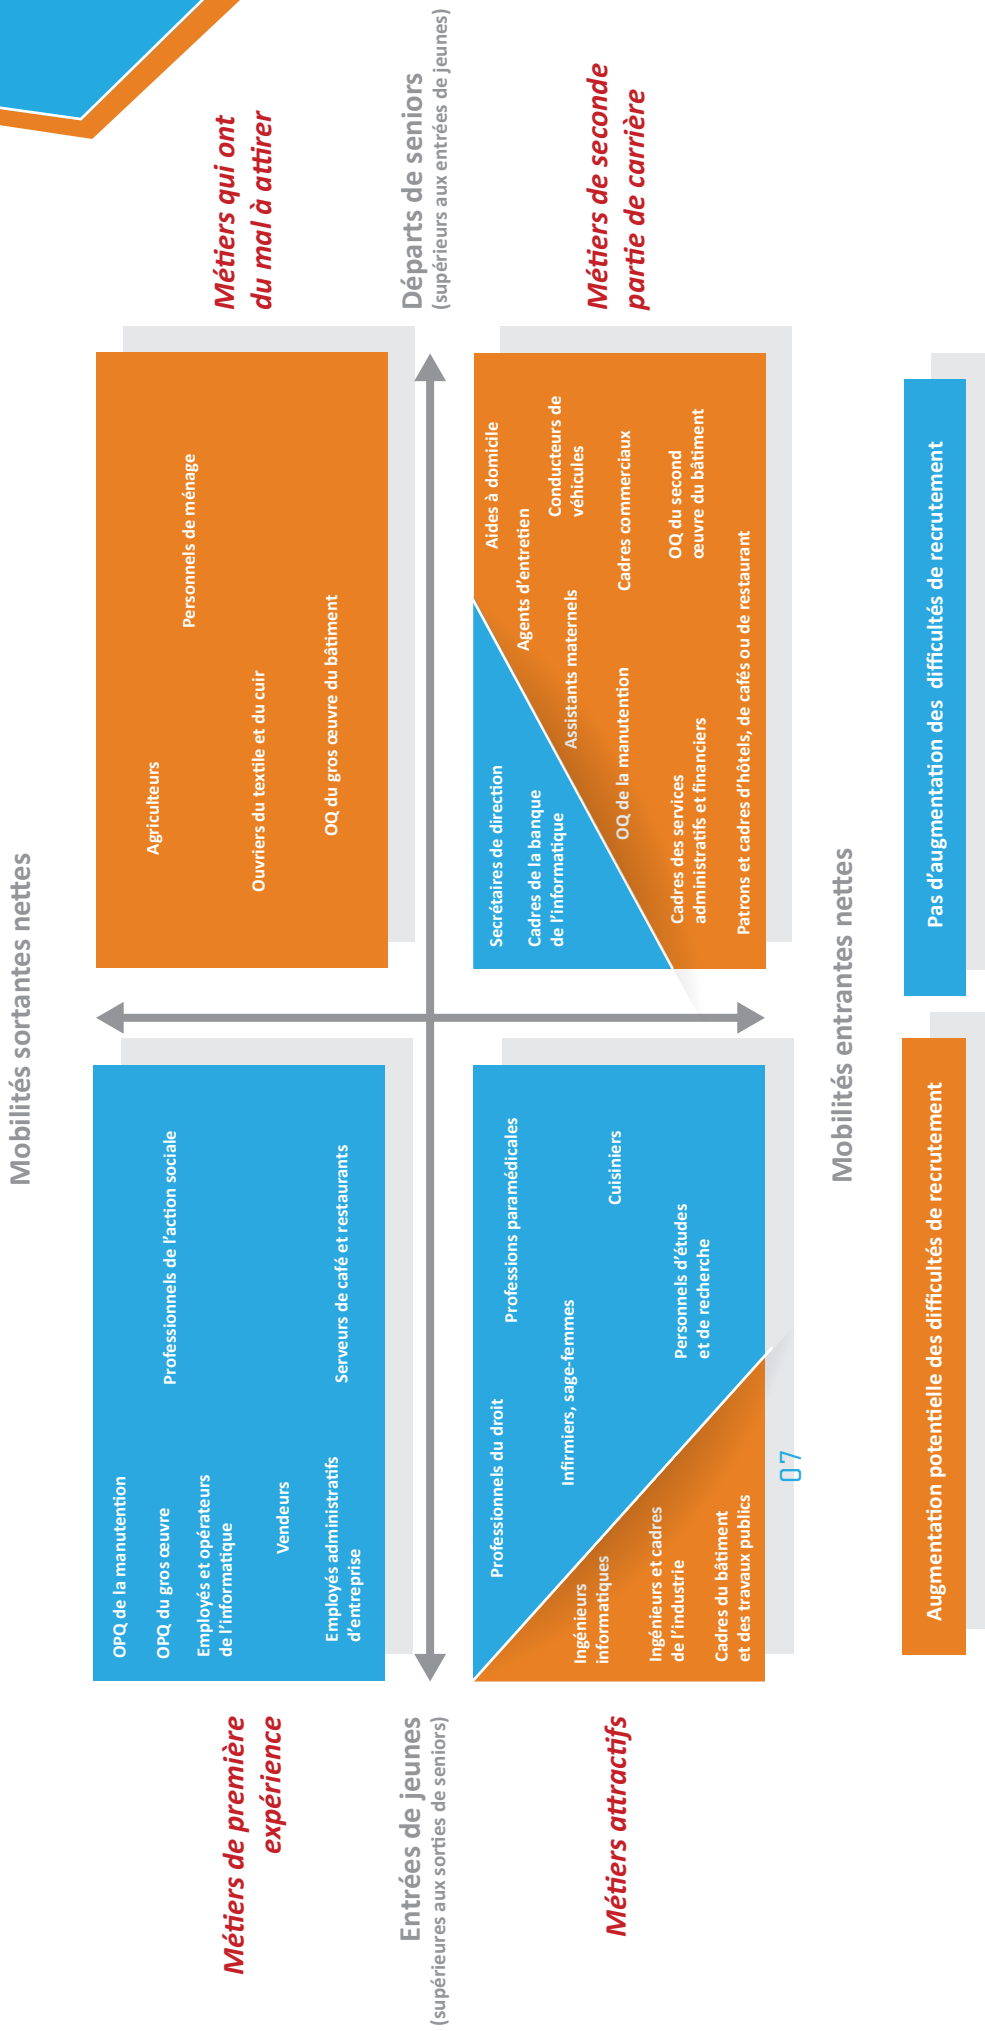 Mobilités sortantes nettes
Métiers de première
expérience
OPQ de la manutention
OPQ du gros œuvre
Employés et opérateurs
de l'informatique
Vendeurs
Employés administratifs
d'entreprise
Professionnels de l'action sociale
Serveurs de café et restaurants
Agriculteurs
Personnels de ménage
Ouvriers du textile et du cuir
OQ du gros œuvre du bâtiment
Métiers qui ont
du mal à attirer
Entrées de jeunes
(supérieures aux sorties de seniors)
Départs de seniors
(supérieurs aux entrées de jeunes)
Métiers attractifs
Professionnels du droit
Professions paramédicales
Infirmiers, sage-femmes
Cuisiniers
Personnels d'études
et de recherche
Ingénieurs
informatiques
Ingénieurs et cadres
de l'industrie
Cadres du bâtiment
et des travaux publics
Secrétaires de direction
Cadres de la banque
de l'informatique
Aides à domicile
Agents d'entretien
Conducteurs de
véhicules
Assistants maternels
Cadres commerciaux
OQ de la manutention
OQ du second
œuvre du bâtiment
Cadres des services
administratifs et financiers
Patrons et cadres d'hôtels, de cafés ou de restaurant
Métiers de seconde
partie de carrière
07
Mobilités entrantes nettes
Augmentation potentielle des difficultés de recrutement
Pas d'augmentation des difficultés de recrutement